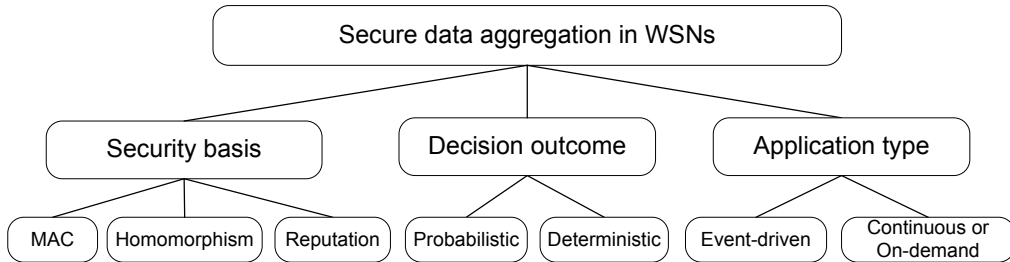 Secure data aggregation in WSNs
Security basis
Decision outcome
Application type
MAC
Homomorphism
Reputation
Probabilistic
Deterministic
Event-driven
Continuous or
On-demand